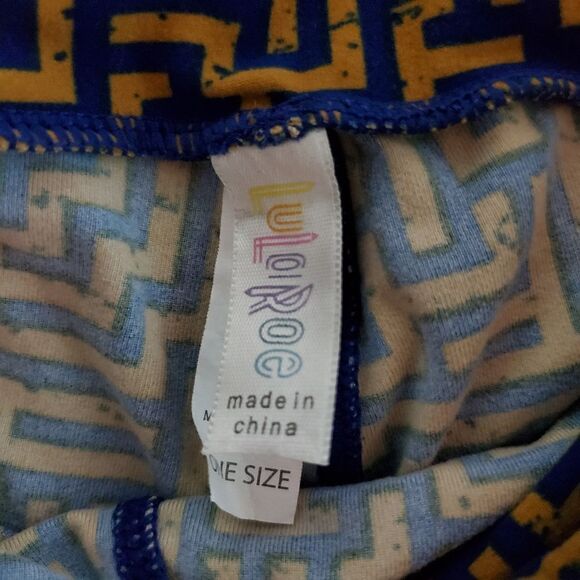 LuLaRoe
made in
china
M
ONE SIZE